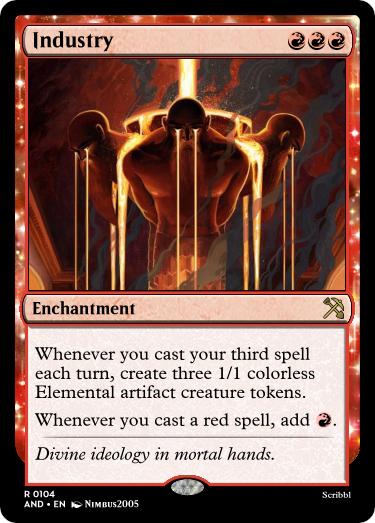 Industry
Enchantment
Whenever you cast your third spell
each turn, create three 1/1 colorless
Elemental artifact creature tokens.
Whenever you cast a red spell, add .
Divine ideology in mortal hands.
R 0104
AND • EN Nimbus2005
Scribbl